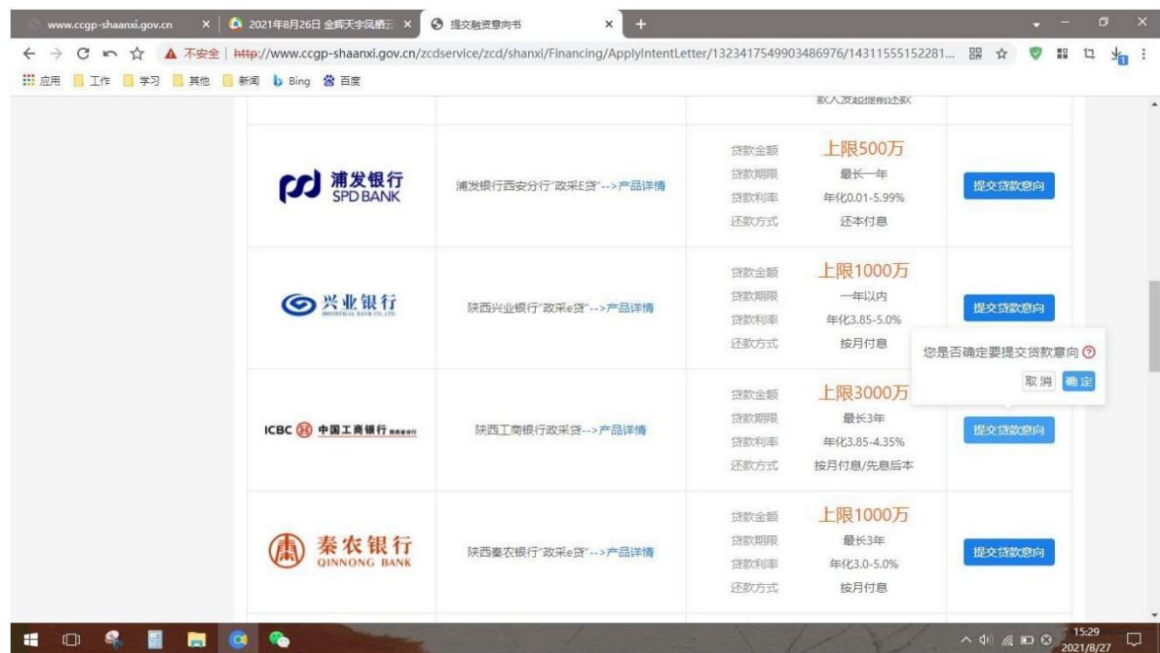 www.ccgp-shaanxi.gov.cn
2021年8月26日 金辉天宇凤栖云
提交融资意向书
不安全 http://www.ccgp-shaanxi.gov.cn/zcdservice/zcd/shanxi/Financing/ApplyIntentLetter/1323417549903486976/14311555152281...
应用 工作 学习 其他 新闻 Bing 百度
款人发起提前还款
浦发银行
SPD BANK
浦发银行西安分行"政采E贷"-->产品详情
贷款金额 上限500万
贷款期限 最长一年
贷款利率 年化0.01-5.99%
还款方式 还本付息
提交贷款意向
兴业银行
INDUSTRIAL BANK CO.,LTD.
陕西兴业银行"政采e贷"-->产品详情
贷款金额 上限1000万
贷款期限 一年以内
贷款利率 年化3.85-5.0%
还款方式 按月付息
提交贷款意向
您是否确定要提交贷款意向
取 消 确 定
ICBC 中国工商银行
陕西工商银行政采贷-->产品详情
贷款金额 上限3000万
贷款期限 最长3年
贷款利率 年化3.85-4.35%
还款方式 按月付息/先息后本
提交贷款意向
秦农银行
QINNONG BANK
陕西秦农银行"政采e贷"-->产品详情
贷款金额 上限1000万
贷款期限 最长3年
贷款利率 年化3.0-5.0%
还款方式 按月付息
提交贷款意向
15:29
2021/8/27